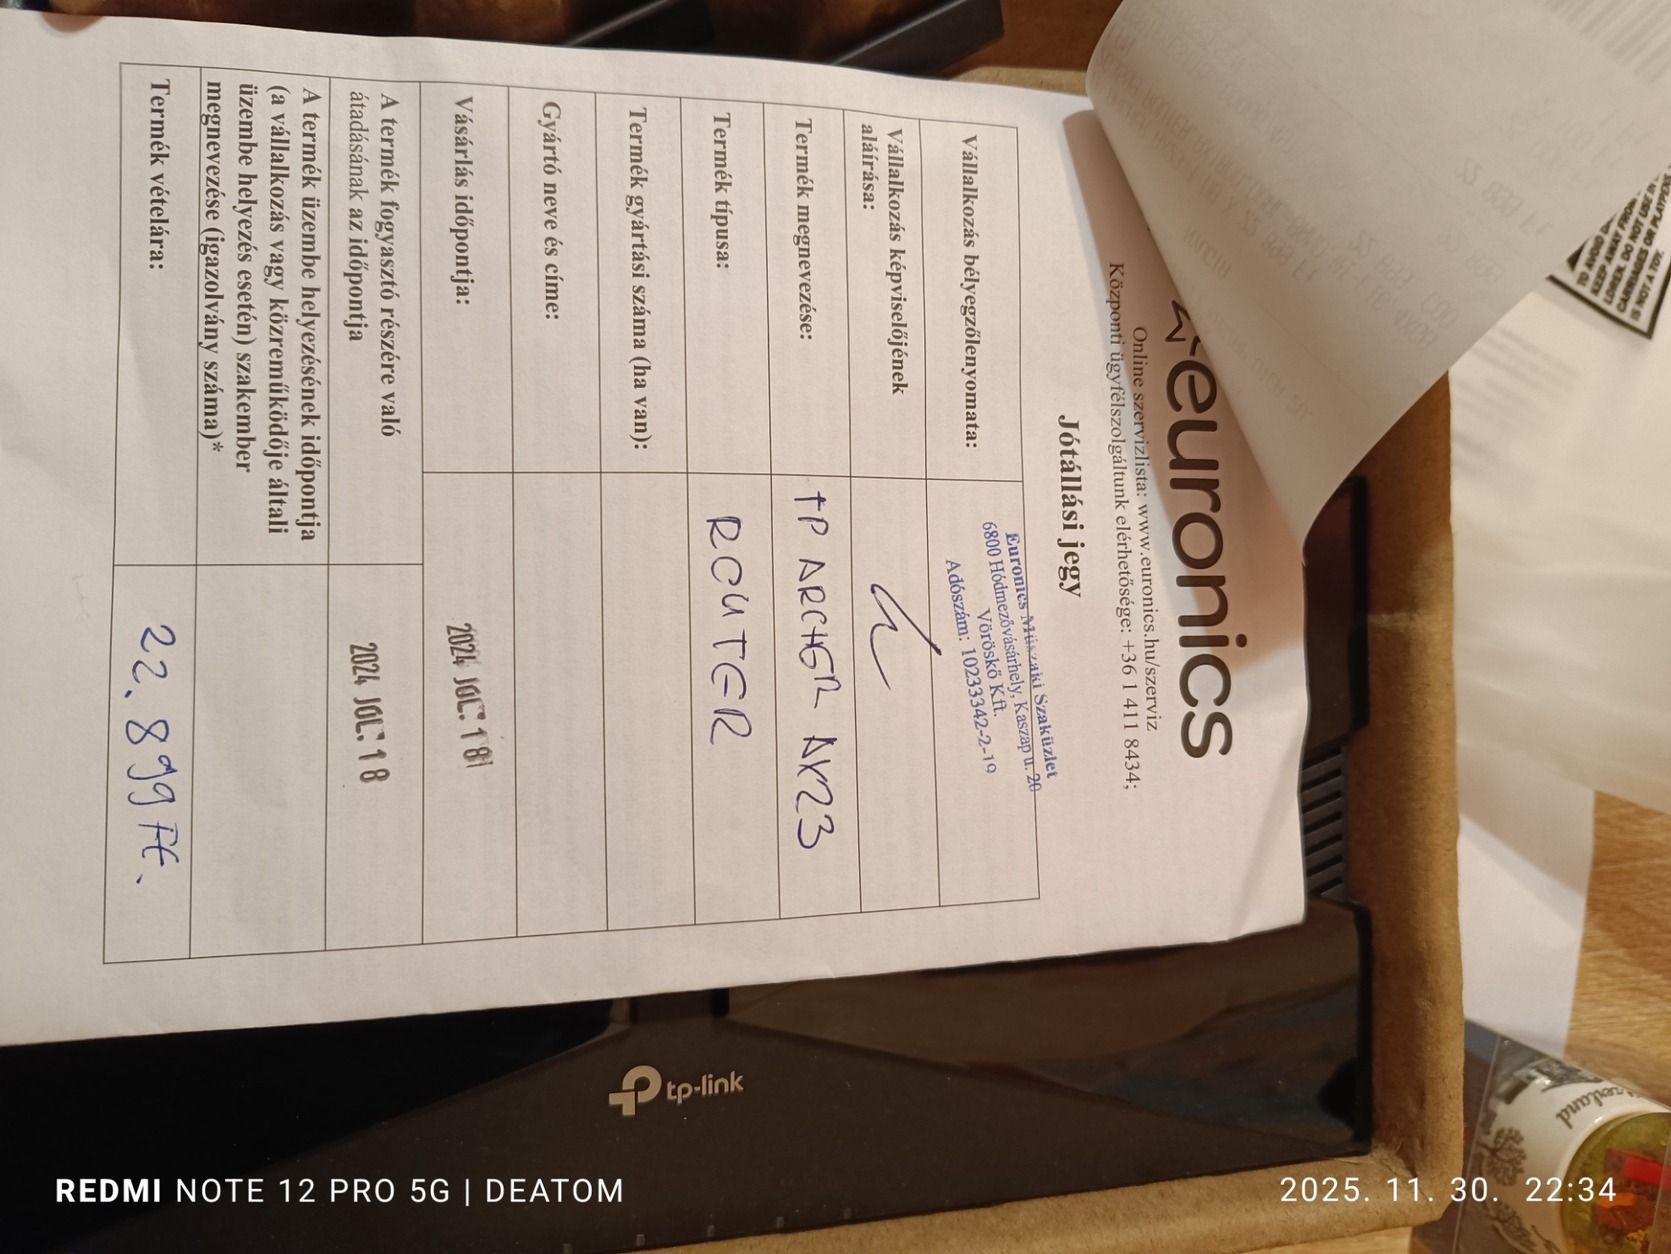 euronics
Online szervizlista: www.euronics.hu/szerviz
Központi ügyfélszolgáltunk elérhetősége: +36 1 411 8434;
Jótállási jegy
Vállalkozás bélyegzőlenyomata:
Euronics Műszaki Szaküzlet
6800 Hódmezővásárhely, Kaszap u. 20
Vöröskő Kft.
Adószám: 10233342-2-19
Vállalkozás képviselőjének
aláírása:
Termék megnevezése:
TP ARCHER AX23
Termék típusa:
ROUTER
Termék gyártási száma (ha van):
Gyártó neve és címe:
Vásárlás időpontja:
2024 JÚL. 18
A termék fogyasztó részére való
átadásának az időpontja
2024 JÚL. 18
A termék üzembe helyezésének időpontja
(a vállalkozás vagy közreműködője általi
üzembe helyezés esetén) szakember
megnevezése (igazolvány száma)*
Termék vételára:
22.899 Ft.
tp-link
REDMI NOTE 12 PRO 5G | DEATOM
2025. 11. 30. 22:34